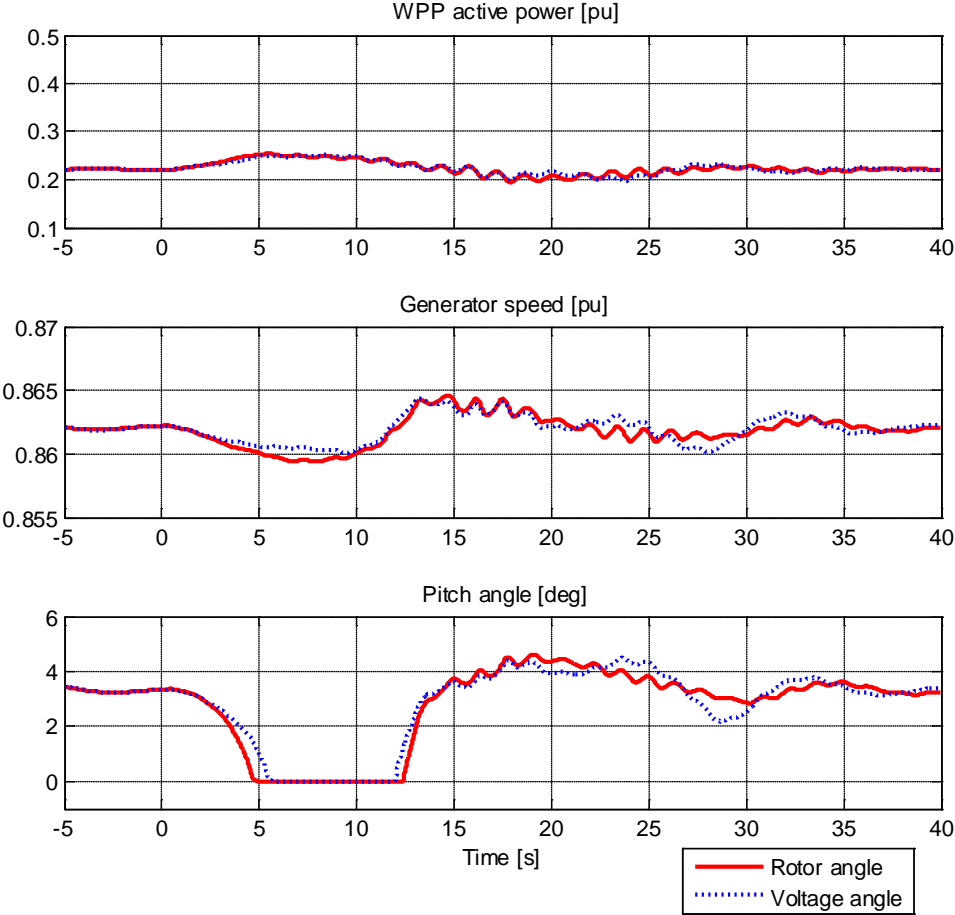 WPP active power [pu]
0.5
0.4
0.3
0.2
0.1
-5 0 5 10 15 20 25 30 35 40
Generator speed [pu]
0.87
0.865
0.86
0.855
-5 0 5 10 15 20 25 30 35 40
Pitch angle [deg]
6
4
2
0
-5 0 5 10 15 20 25 30 35 40
Time [s]
Rotor angle
Voltage angle